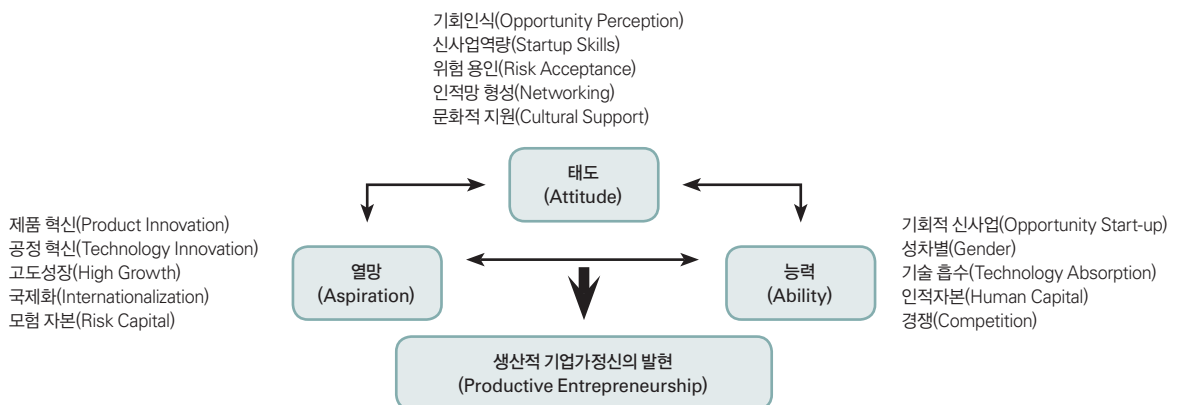 기회인식(Opportunity Perception)
신사업역량(Startup Skills)
위험 용인(Risk Acceptance)
인적망 형성(Networking)
문화적 지원(Cultural Support)
태도
(Attitude)
제품 혁신(Product Innovation)
공정 혁신(Technology Innovation)
고도성장(High Growth)
국제화(Internationalization)
모험 자본(Risk Capital)
열망
(Aspiration)
능력
(Ability)
기회적 신사업(Opportunity Start-up)
성차별(Gender)
기술 흡수(Technology Absorption)
인적자본(Human Capital)
경쟁(Competition)
생산적 기업가정신의 발현
(Productive Entrepreneurship)